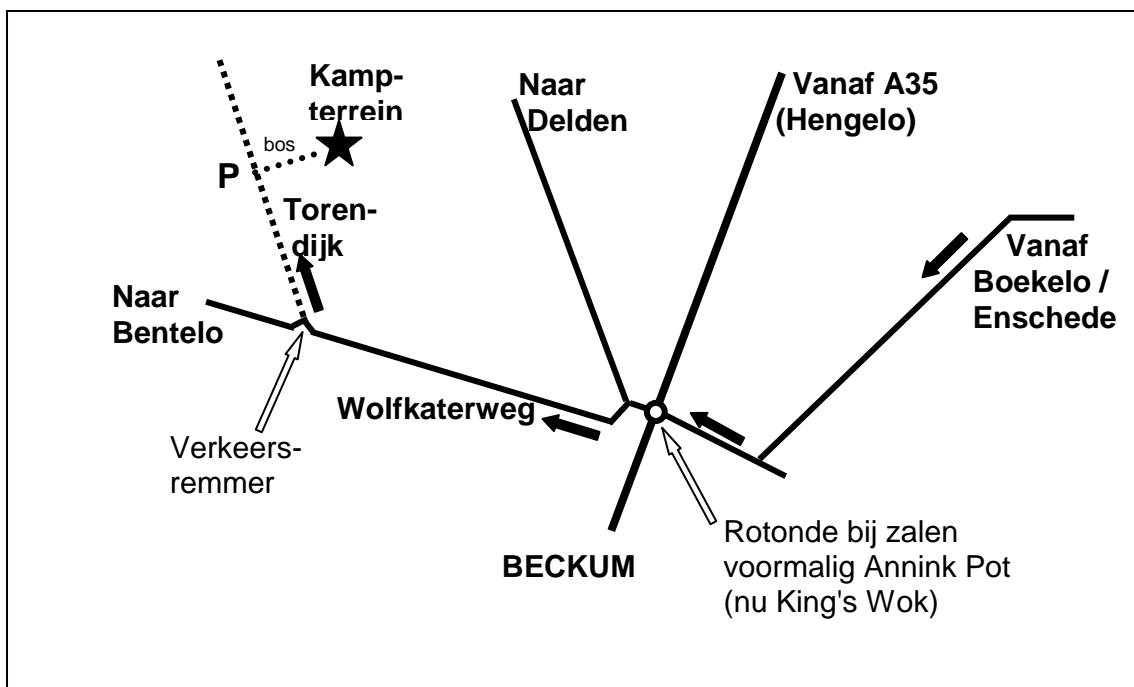 Kamp-
terrein
Naar
Delden
Vanaf A35
(Hengelo)
bos
P
Toren-
dijk
Vanaf
Boekelo /
Enschede
Naar
Bentelo
Wolfkaterweg
Verkeers-
remmer
BECKUM
Rotonde bij zalen
voormalig Annink Pot
(nu King's Wok)